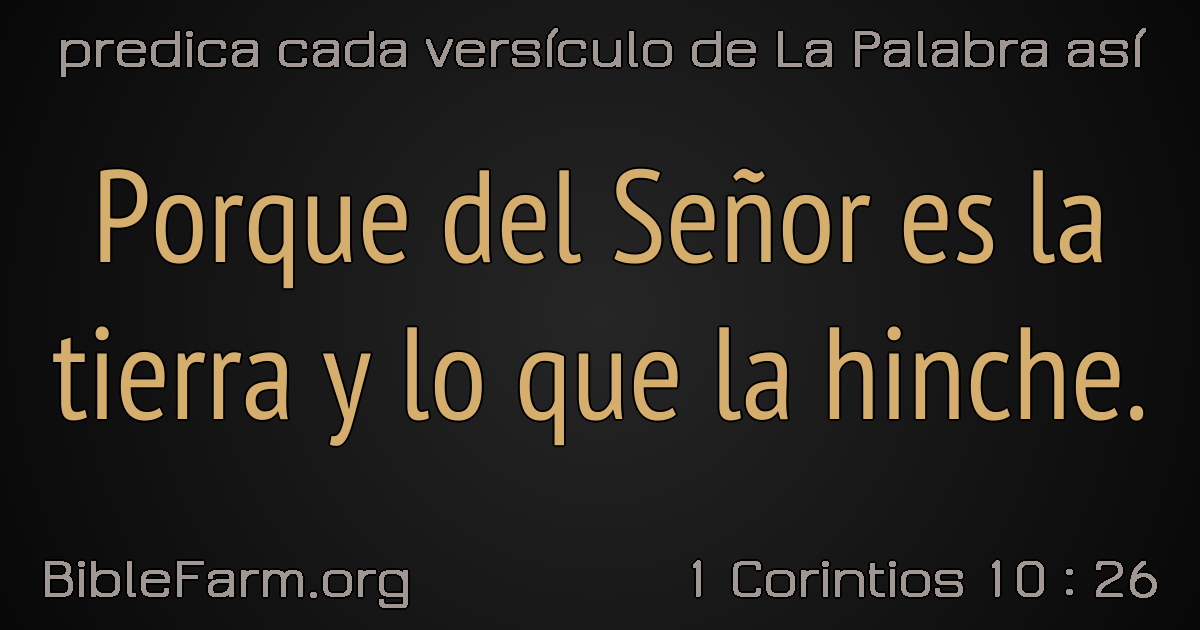 predica cada versículo de La Palabra así
Porque del Señor es la
tierra y lo que la hinche.
BibleFarm.org
1 Corintios 10 : 26